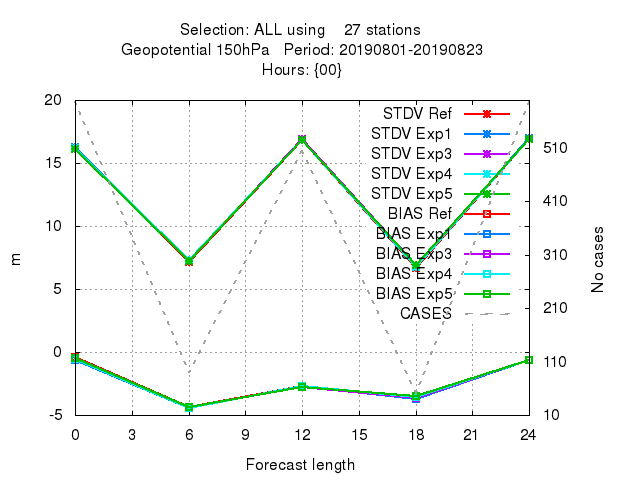 Selection: ALL using    27 stations
Geopotential 150hPa   Period: 20190801-20190823
Hours: {00}
20
15
10
5
0
-5
m
STDV Ref
STDV Exp1
STDV Exp3
STDV Exp4
STDV Exp5
BIAS Ref
BIAS Exp1
BIAS Exp3
BIAS Exp4
BIAS Exp5
CASES
510
410
310
210
110
10
No cases
0 3 6 9 12 15 18 21 24
Forecast length